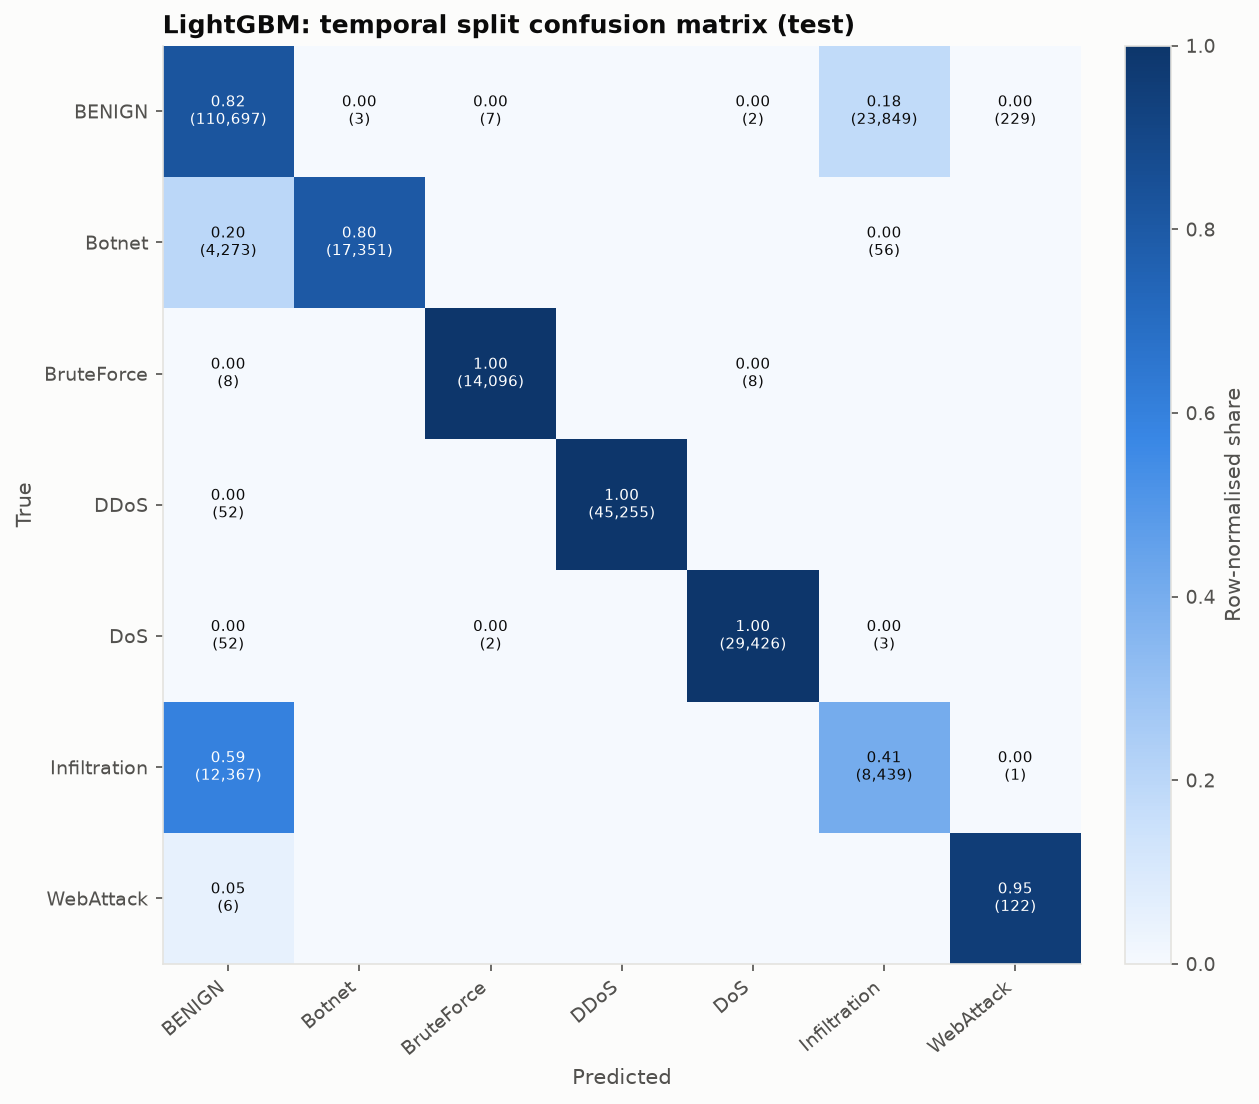 LightGBM: temporal split confusion matrix (test)
BENIGN
0.82
(110,697)
0.00
(3)
0.00
(7)
0.00
(2)
0.18
(23,849)
0.00
(229)
Botnet
0.20
(4,273)
0.80
(17,351)
0.00
(56)
BruteForce
0.00
(8)
1.00
(14,096)
0.00
(8)
DDoS
0.00
(52)
1.00
(45,255)
DoS
0.00
(52)
0.00
(2)
1.00
(29,426)
0.00
(3)
Infiltration
0.59
(12,367)
0.41
(8,439)
0.00
(1)
WebAttack
0.05
(6)
0.95
(122)
True
BENIGN
Botnet
BruteForce
DDoS
DoS
Infiltration
WebAttack
Predicted
1.0
0.8
0.6
0.4
0.2
0.0
Row-normalised share